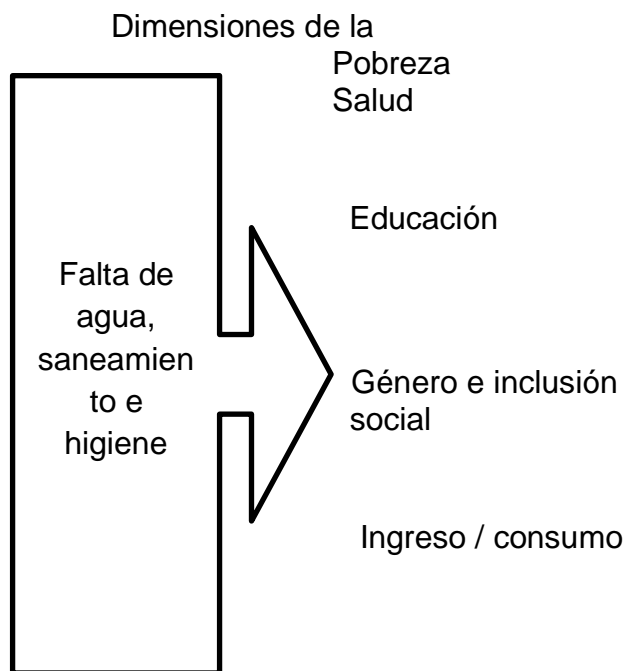 Dimensiones de la
Pobreza
Salud
Educación
Falta de
agua,
saneamien
to e
higiene
Género e inclusión
social
Ingreso / consumo